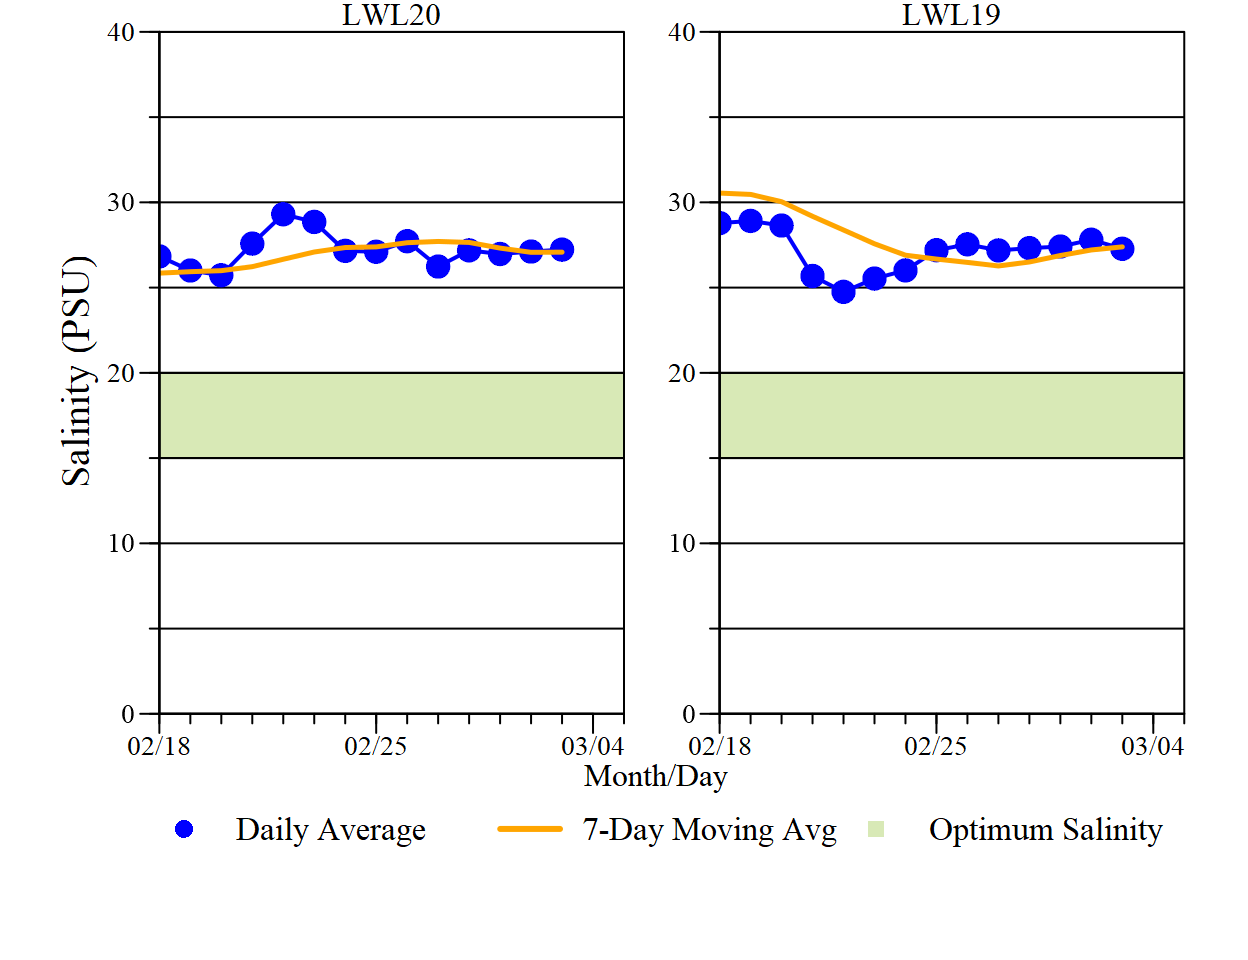 LWL20
LWL19
40
30
20
10
0
40
30
20
10
0
Salinity (PSU)
02/18
02/25
03/04
02/18
02/25
03/04
Month/Day
Daily Average
7-Day Moving Avg
Optimum Salinity